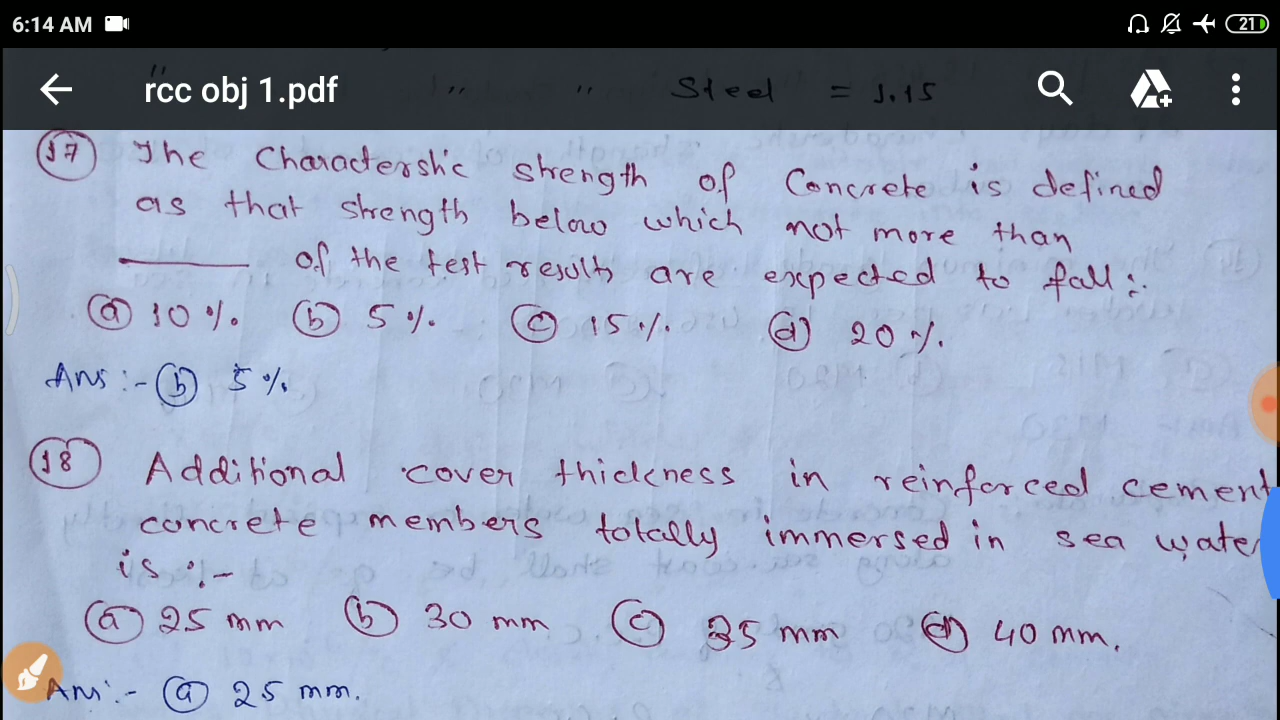 6:14 AM
21
rcc obj 1.pdf
" " " Steel = 1.15
17 The Characterstic strength of Concrete is defined
as that strength below which not more than
______ of the test results are expected to fall :-
(a) 10 %. (b) 5 %. (c) 15 %. (d) 20 %.
Ans :- (b) 5 %.
18 Additional cover thickness in reinforced cement
concrete members totally immersed in sea water
is :-
(a) 25 mm (b) 30 mm (c) 35 mm (d) 40 mm.
Ans :- (a) 25 mm.